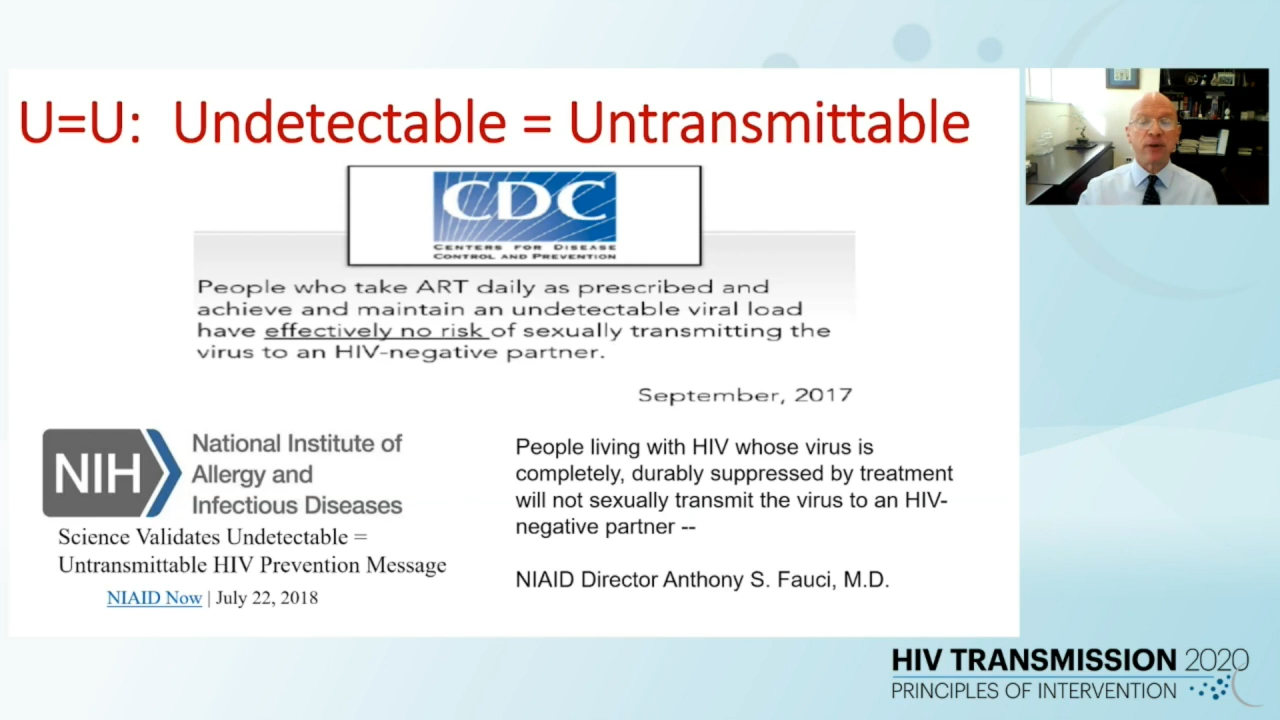 U=U: Undetectable = Untransmittable
CDC
CENTERS FOR DISEASE
CONTROL AND PREVENTION
People who take ART daily as prescribed and
achieve and maintain an undetectable viral load
have effectively no risk of sexually transmitting the
virus to an HIV-negative partner.
September, 2017
NIH
National Institute of
Allergy and
Infectious Diseases
Science Validates Undetectable =
Untransmittable HIV Prevention Message
NIAID Now | July 22, 2018
People living with HIV whose virus is
completely, durably suppressed by treatment
will not sexually transmit the virus to an HIV-
negative partner --
NIAID Director Anthony S. Fauci, M.D.
HIV TRANSMISSION 2020
PRINCIPLES OF INTERVENTION